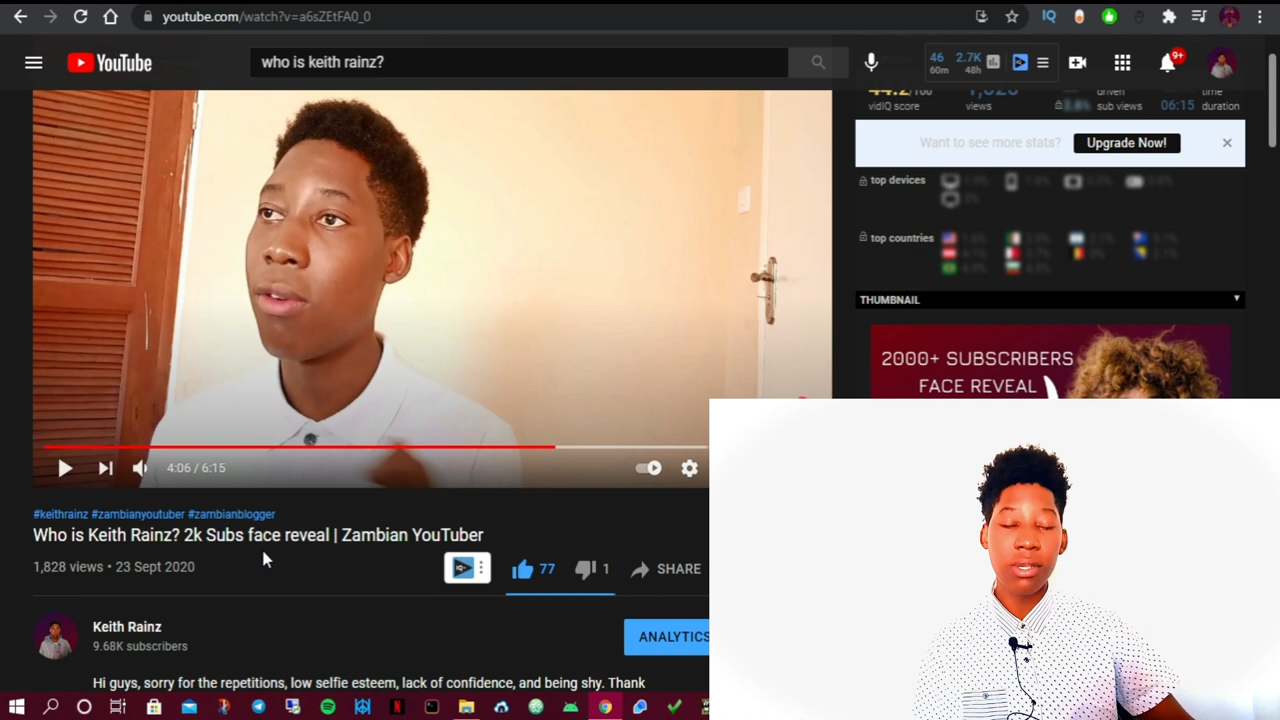 youtube.com/watch?v=a6sZEtFA0_0
YouTube
who is keith rainz?
46 2.7K
60m 48h
9+
vidIQ score
views
driven
sub views
06:15
time
duration
Want to see more stats?
Upgrade Now!
top devices
top countries
THUMBNAIL
2000+ SUBSCRIBERS
FACE REVEAL
4:06 / 6:15
#keithrainz #zambianyoutuber #zambianblogger
Who is Keith Rainz? 2k Subs face reveal | Zambian YouTuber
1,828 views • 23 Sept 2020
77 1 SHARE
Keith Rainz
9.68K subscribers
ANALYTICS
Hi guys, sorry for the repetitions, low selfie esteem, lack of confidence, and being shy. Thank